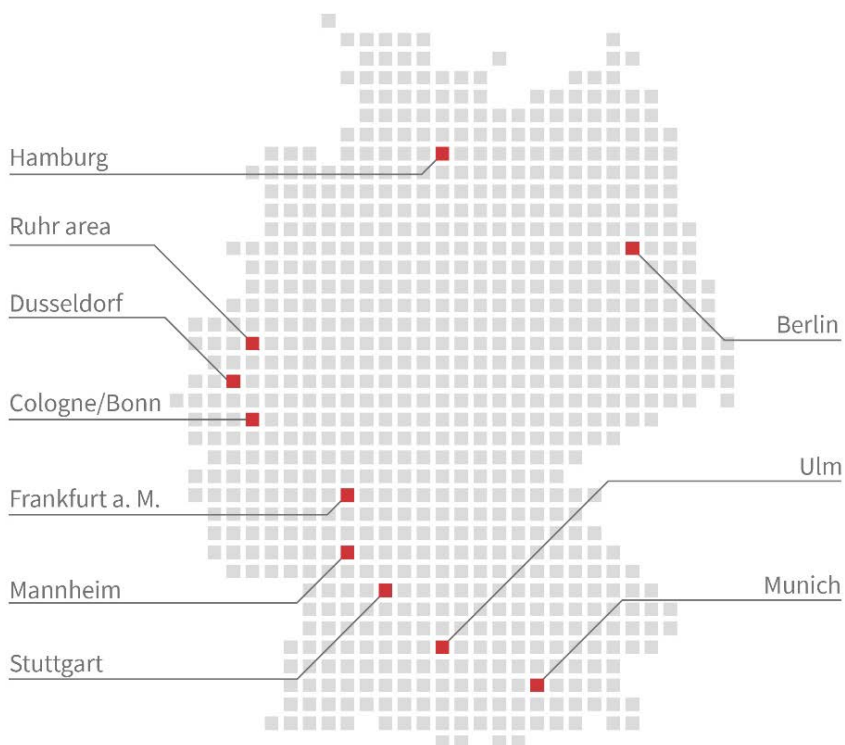 Hamburg
Ruhr area
Dusseldorf
Berlin
Cologne/Bonn
Ulm
Frankfurt a. M.
Mannheim
Munich
Stuttgart